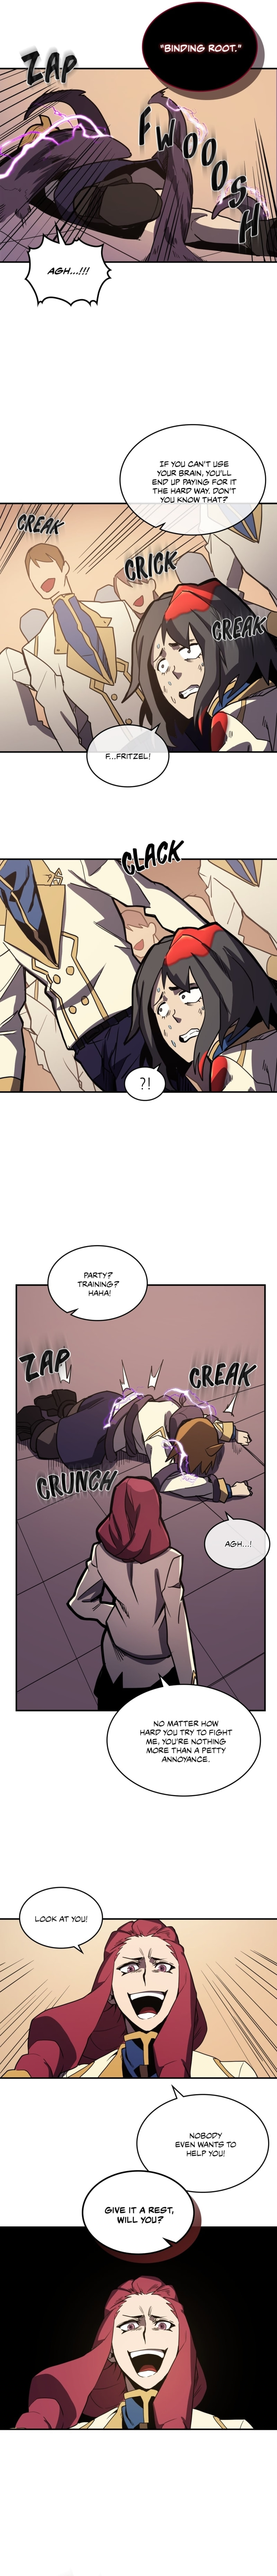 "BINDING ROOT."
ZAP
FWOOOSH
AGH...!!!
IF YOU CAN'T USE
YOUR BRAIN, YOU'LL
END UP PAYING FOR IT
THE HARD WAY. DON'T
YOU KNOW THAT?
CREAK
CRICK
CREAK
F...FRITZEL!
CLACK
?!
PARTY?
TRAINING?
HAHA!
ZAP
CREAK
CRUNCH
AGH...!
NO MATTER HOW
HARD YOU TRY TO FIGHT
ME, YOU'RE NOTHING
MORE THAN A PETTY
ANNOYANCE.
LOOK AT YOU!
NOBODY
EVEN WANTS TO
HELP YOU!
GIVE IT A REST,
WILL YOU?